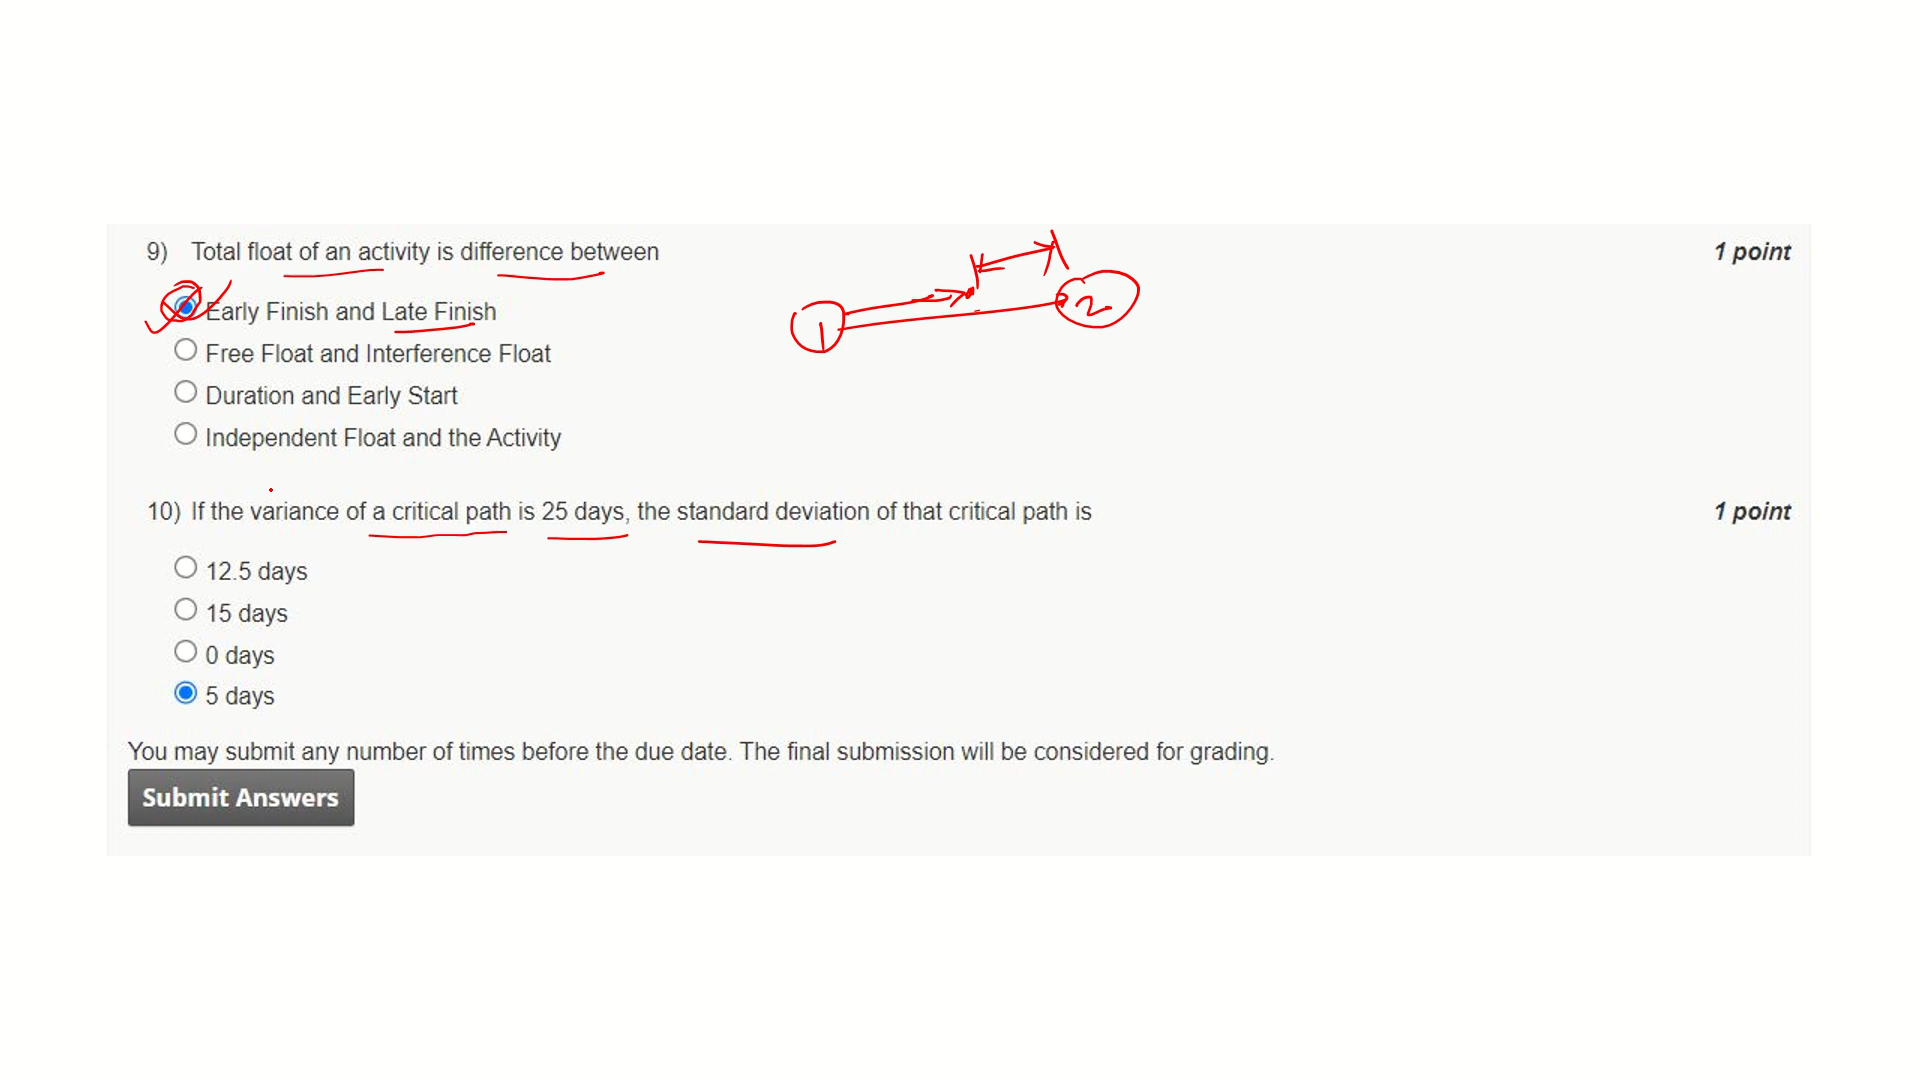 9) Total float of an activity is difference between 1 point
Early Finish and Late Finish
Free Float and Interference Float
Duration and Early Start
Independent Float and the Activity
1 2
10) If the variance of a critical path is 25 days, the standard deviation of that critical path is 1 point
12.5 days
15 days
0 days
5 days
You may submit any number of times before the due date. The final submission will be considered for grading.
Submit Answers